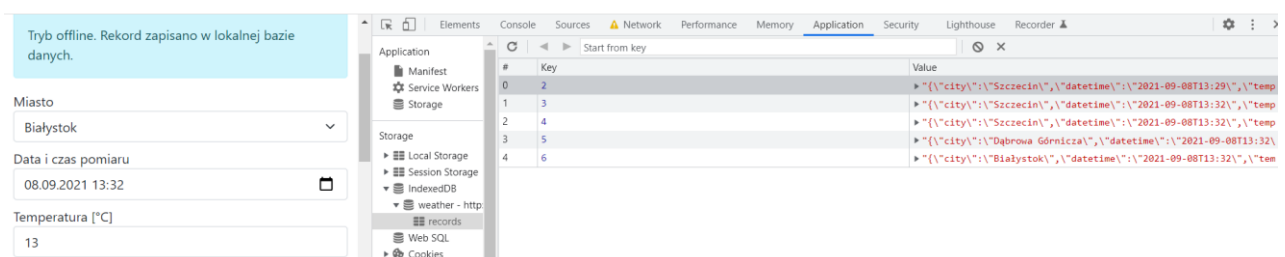 Tryb offline. Rekord zapisano w lokalnej bazie
danych.
Miasto
Białystok
Data i czas pomiaru
08.09.2021 13:32
Temperatura [°C]
13
Elements Console Sources Network Performance Memory Application Security Lighthouse Recorder
Application
Manifest
Service Workers
Storage
Storage
Local Storage
Session Storage
IndexedDB
weather - http:
records
Web SQL
Cookies
Start from key
# Key Value
0 2 "{\"city\":\"Szczecin\",\"datetime\":\"2021-09-08T13:29\",\"temp
1 3 "{\"city\":\"Szczecin\",\"datetime\":\"2021-09-08T13:32\",\"temp
2 4 "{\"city\":\"Szczecin\",\"datetime\":\"2021-09-08T13:32\",\"temp
3 5 "{\"city\":\"Dąbrowa Górnicza\",\"datetime\":\"2021-09-08T13:32\
4 6 "{\"city\":\"Białystok\",\"datetime\":\"2021-09-08T13:32\",\"tem